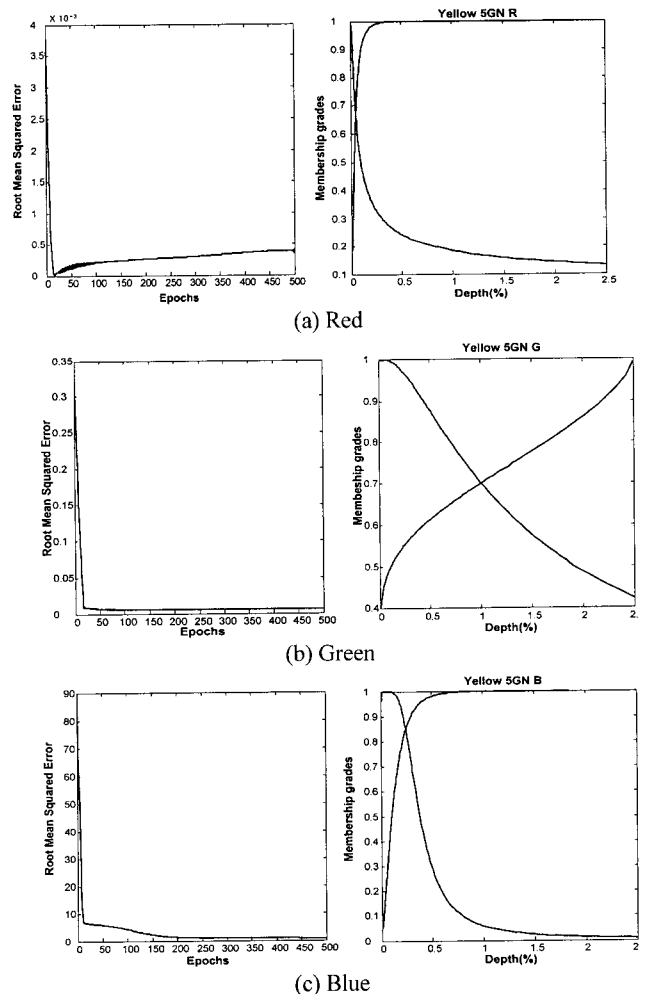 X 10⁻³
4
3.5
3
2.5
2
1.5
1
0.5
0
0 50 100 150 200 250 300 350 400 450 500
Root Mean Squared Error
Epochs
Yellow 5GN R
1
0.9
0.8
0.7
0.6
0.5
0.4
0.3
0.2
0.1
0 0.5 1.0 1.5 2.0 2.5
Membership grades
Depth(%)
(a) Red
0.35
0.3
0.25
0.2
0.15
0.1
0.05
0
0 50 100 150 200 250 300 350 400 450 500
Root Mean Squared Error
Epochs
Yellow 5GN G
1
0.9
0.8
0.7
0.6
0.5
0.4
0 0.5 1.0 1.5 2.0 2.
Membeship grades
Depth(%)
(b) Green
90
80
70
60
50
40
30
20
10
0
0 50 100 150 200 250 300 350 400 450 500
Root Mean Squared Error
Epochs
Yellow 5GN B
1
0.9
0.8
0.7
0.6
0.5
0.4
0.3
0.2
0.1
0
0 0.5 1.0 1.5 2.0 2
Membership grades
Depth(%)
(c) Blue